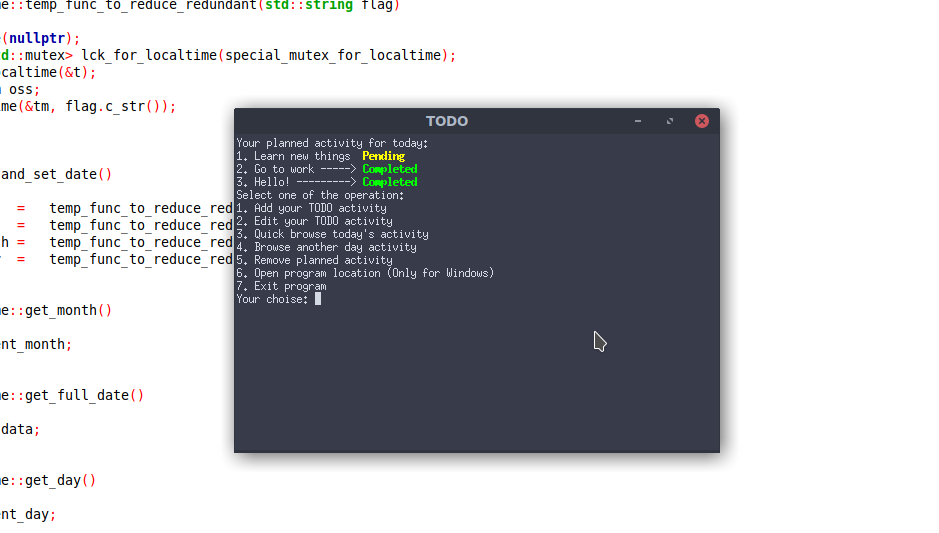 e::temp_func_to_reduce_redundant(std::string flag)
(nullptr);
d::mutex> lck_for_localtime(special_mutex_for_localtime);
caltime(&t);
oss;
me(&tm, flag.c_str());
and_set_date()
= temp_func_to_reduce_red
= temp_func_to_reduce_red
h = temp_func_to_reduce_red
= temp_func_to_reduce_red
e::get_month()
ent_month;
e::get_full_date()
data;
e::get_day()
ent_day;
TODO
Your planned activity for today:
1. Learn new things Pending
2. Go to work -----> Completed
3. Hello! ---------> Completed
Select one of the operation:
1. Add your TODO activity
2. Edit your TODO activity
3. Quick browse today's activity
4. Browse another day activity
5. Remove planned activity
6. Open program location (Only for Windows)
7. Exit program
Your choise: